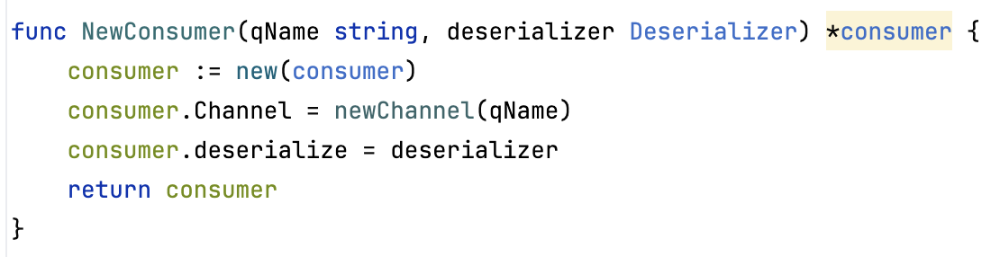 func NewConsumer(qName string, deserializer Deserializer) *consumer {
    consumer := new(consumer)
    consumer.Channel = newChannel(qName)
    consumer.deserialize = deserializer
    return consumer
}